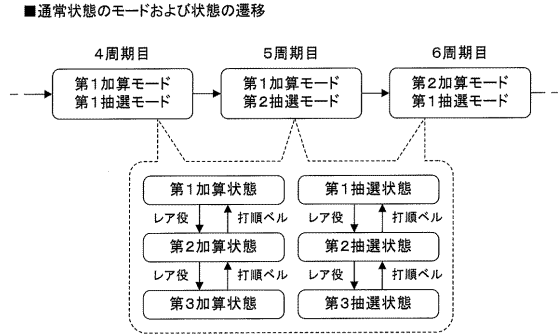 ■通常状態のモードおよび状態の遷移
4周期目
5周期目
6周期目
第1加算モード
第1抽選モード
第1加算モード
第2抽選モード
第2加算モード
第1抽選モード
第1加算状態
レア役
打順ベル
第2加算状態
レア役
打順ベル
第3加算状態
第1抽選状態
レア役
打順ベル
第2抽選状態
レア役
打順ベル
第3抽選状態